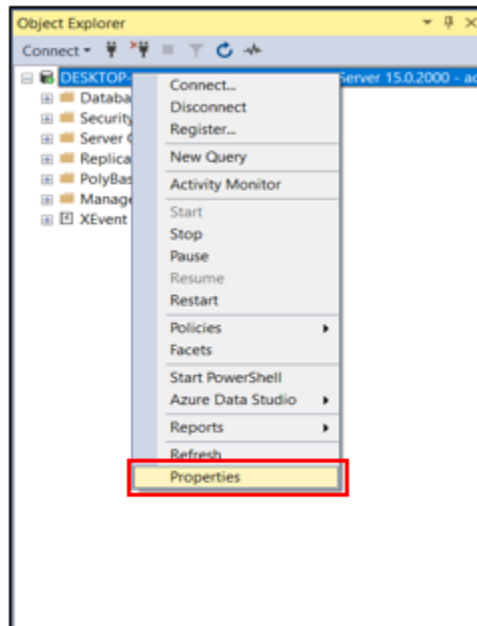 Object Explorer
Connect
DESKTOP- Server 15.0.2000 - ac
Connect...
Databa
Disconnect
Security
Register...
Server
New Query
Replica
Activity Monitor
PolyBas
Manage
Start
XEvent
Stop
Pause
Resume
Restart
Policies
Facets
Start PowerShell
Azure Data Studio
Reports
Refresh
Properties